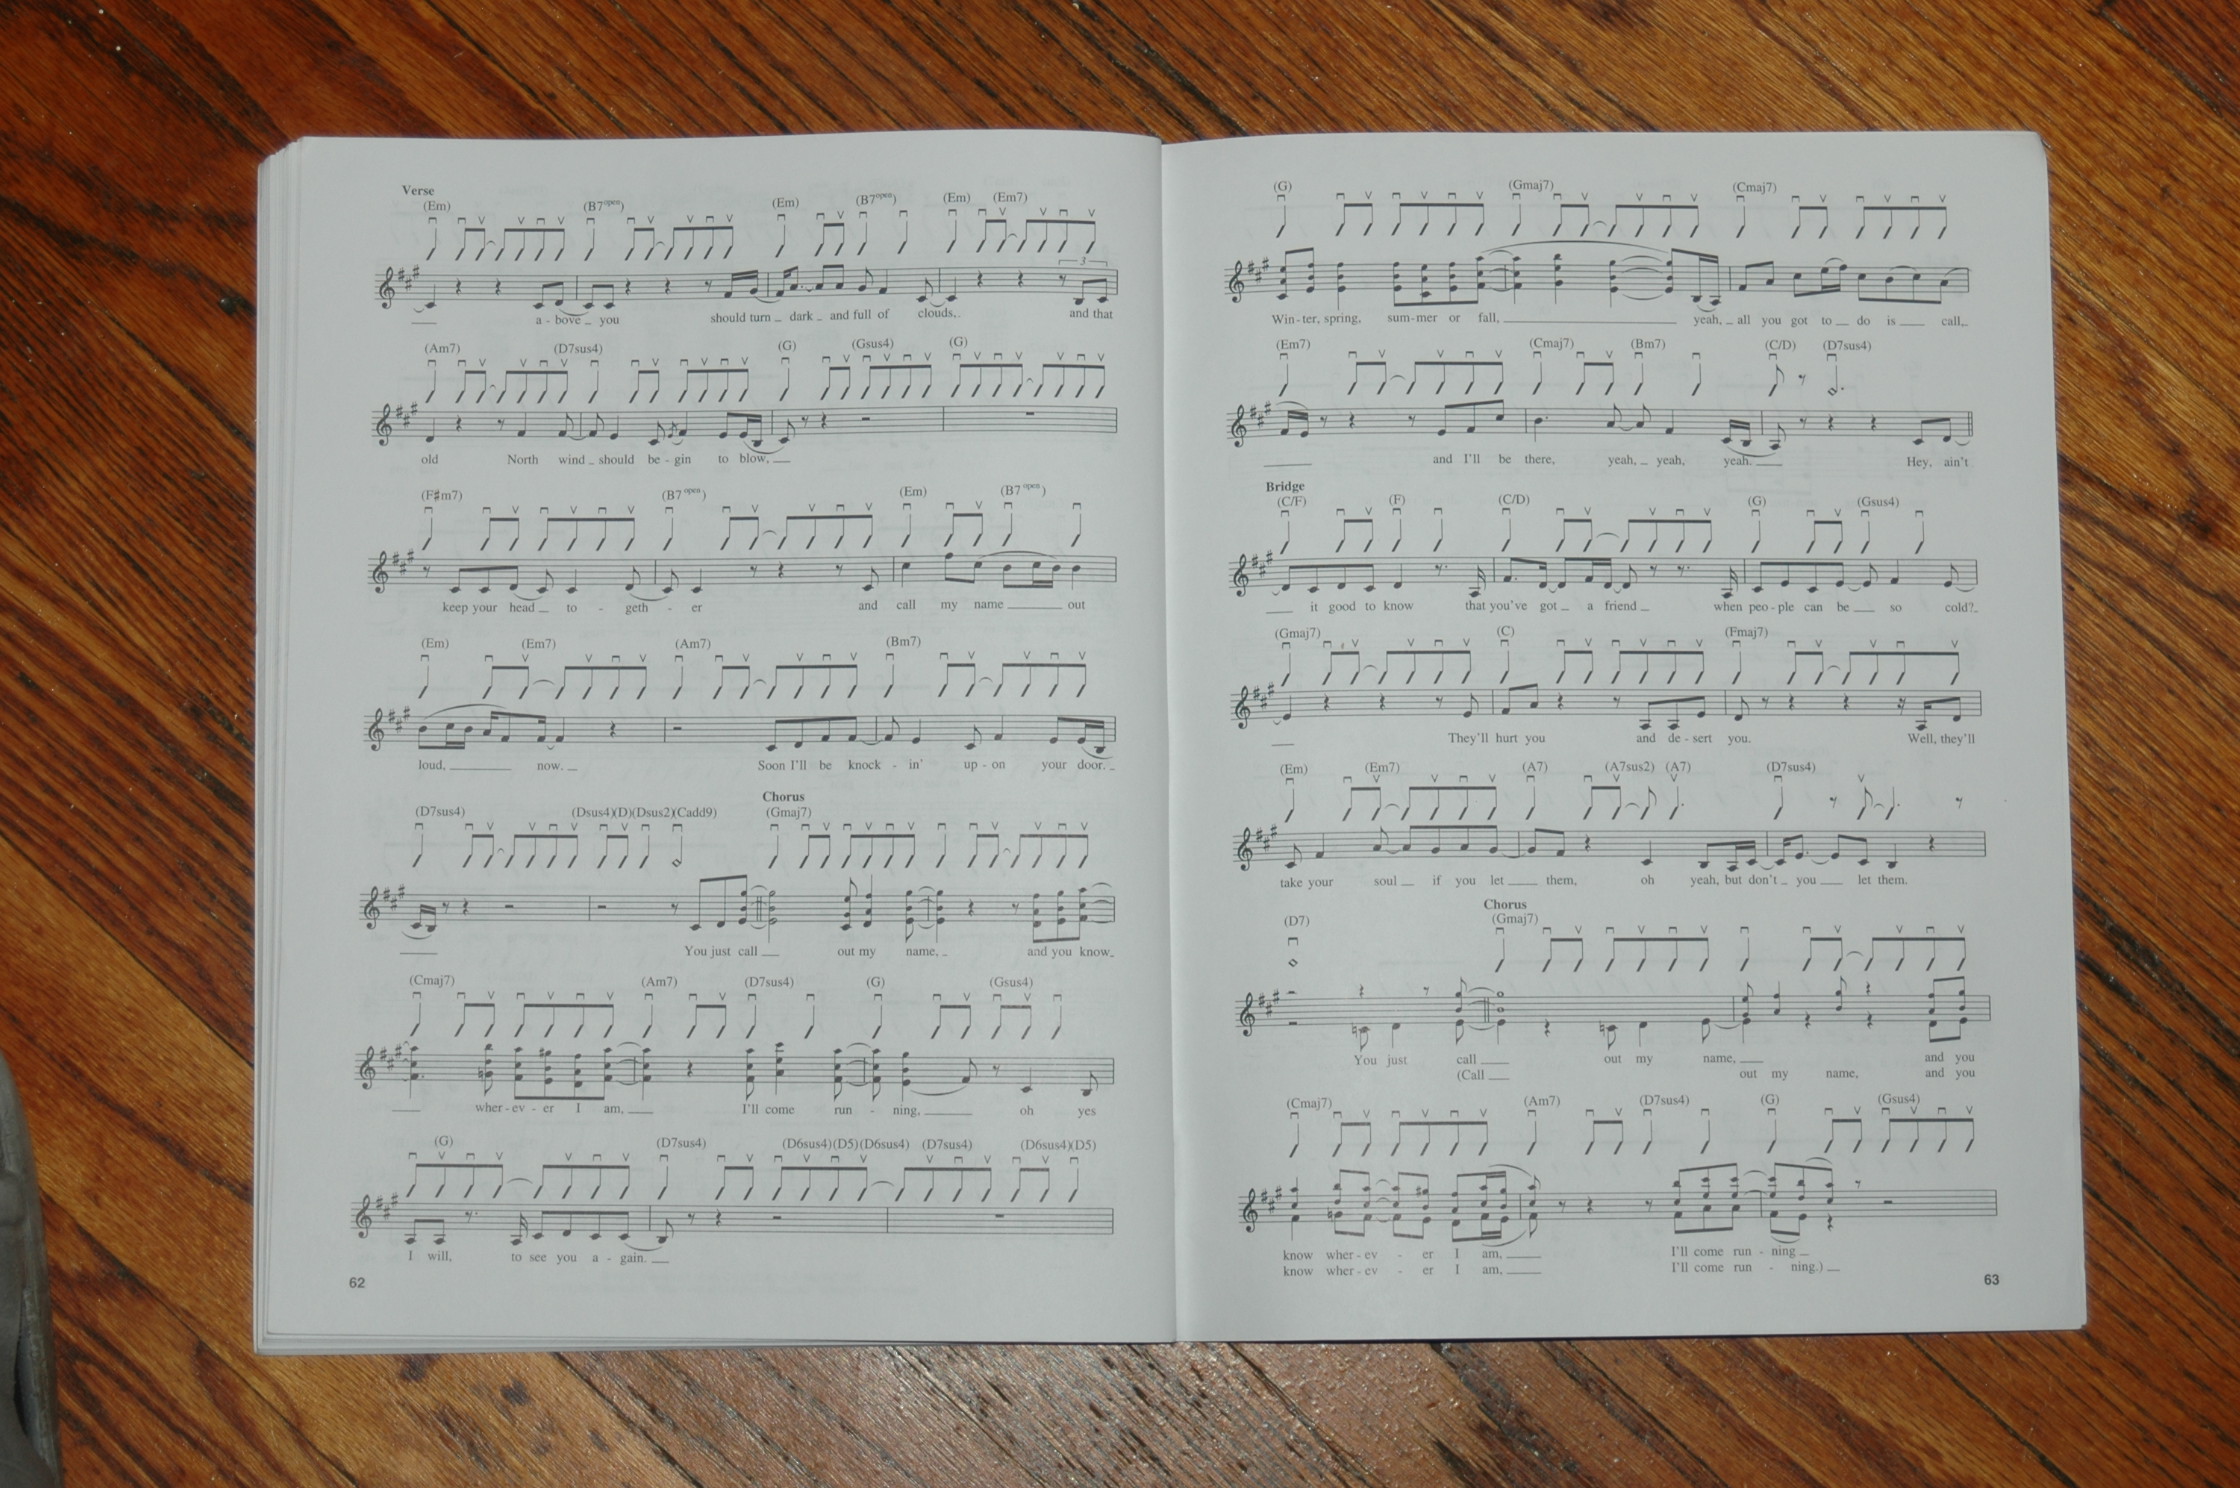 Verse
(Em) (B7open) (Em) (B7open) (Em) (Em7)
3
a - bove you should turn dark and full of clouds, and that
(Am7) (D7sus4) (G) (Gsus4) (G)
old North wind should be - gin to blow,
(F♯m7) (B7open) (Em) (B7open)
keep your head to - geth - er and call my name out
(Em) (Em7) (Am7) (Bm7)
loud, now. Soon I'll be knock - in' up - on your door.
Chorus
(D7sus4) (Dsus4)(D)(Dsus2)(Cadd9) (Gmaj7)
You just call out my name, and you know
(Cmaj7) (Am7) (D7sus4) (G) (Gsus4)
wher - ev - er I am, I'll come run - ning, oh yes
(G) (D7sus4) (D6sus4)(D5)(D6sus4) (D7sus4) (D6sus4)(D5)
I will, to see you a - gain.
62
(G) (Gmaj7) (Cmaj7)
Win - ter, spring, sum - mer or fall, yeah, all you got to do is call,
(Em7) (Cmaj7) (Bm7) (C/D) (D7sus4)
and I'll be there, yeah, yeah, yeah. Hey, ain't
Bridge
(C/F) (F) (C/D) (G) (Gsus4)
it good to know that you've got a friend when peo - ple can be so cold?
(Gmaj7) (C) (Fmaj7)
They'll hurt you and de - sert you. Well, they'll
(Em) (Em7) (A7) (A7sus2) (A7) (D7sus4)
take your soul if you let them, oh yeah, but don't you let them.
Chorus
(D7) (Gmaj7)
You just call out my name, and you
(Call out my name, and you
(Cmaj7) (Am7) (D7sus4) (G) (Gsus4)
know wher - ev - er I am, I'll come run - ning
know wher - ev - er I am, I'll come run - ning.)
63